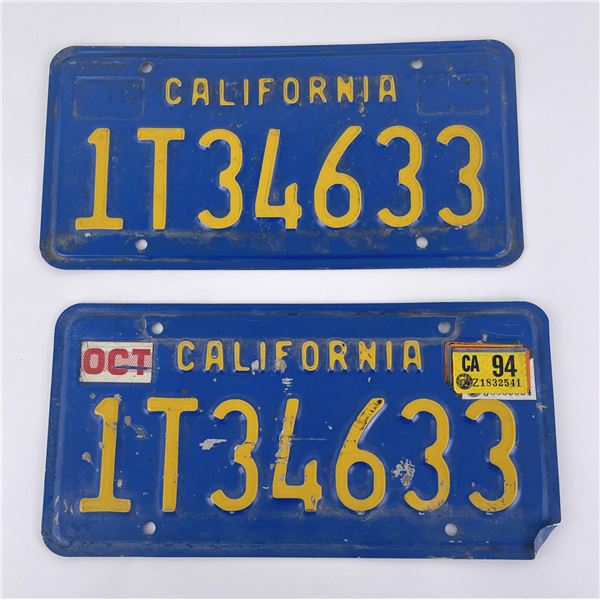 CALIFORNIA
1T34633
OCT CALIFORNIA CA 94
Z1832541
1T34633